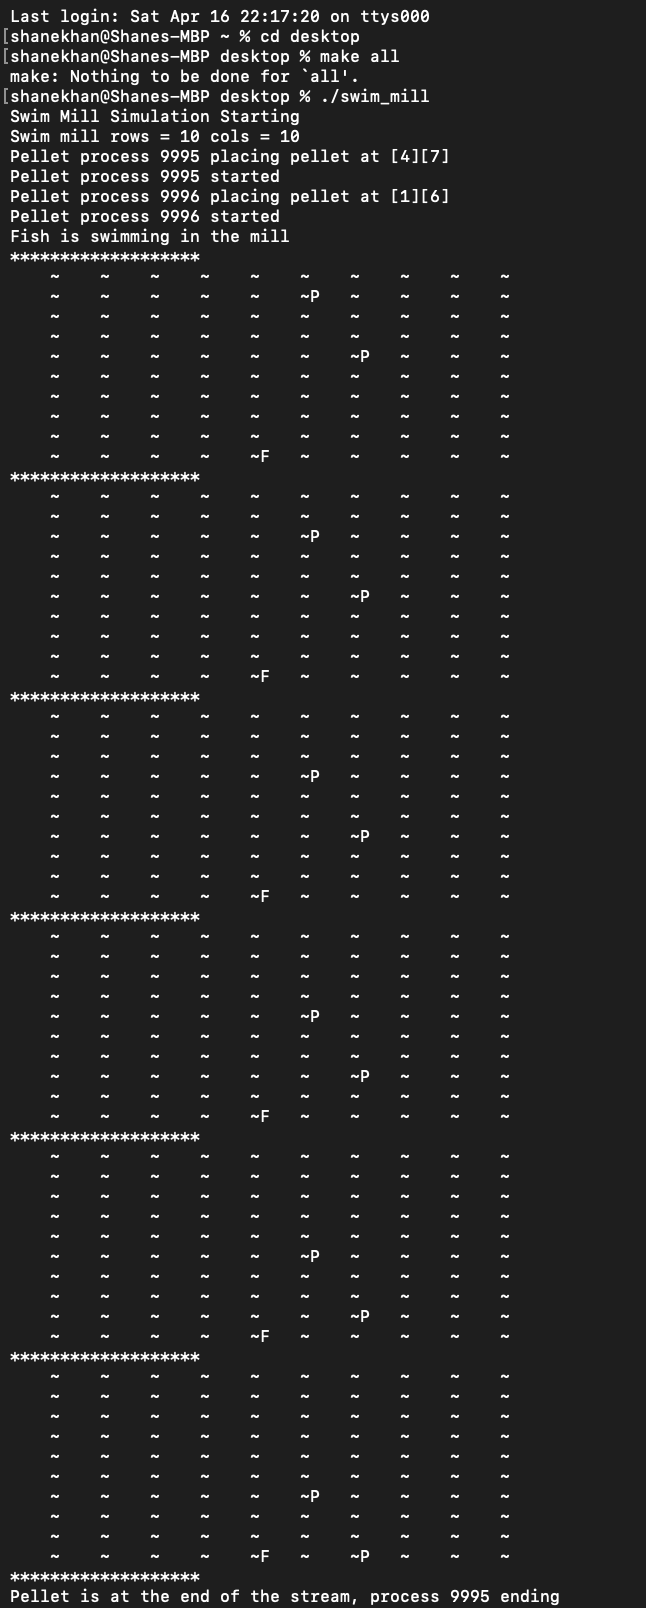 Last login: Sat Apr 16 22:17:20 on ttys000
[shanekhan@Shanes-MBP ~ % cd desktop
[shanekhan@Shanes-MBP desktop % make all
make: Nothing to be done for `all'.
[shanekhan@Shanes-MBP desktop % ./swim_mill
Swim Mill Simulation Starting
Swim mill rows = 10 cols = 10
Pellet process 9995 placing pellet at [4][7]
Pellet process 9995 started
Pellet process 9996 placing pellet at [1][6]
Pellet process 9996 started
Fish is swimming in the mill
*******************
    ~    ~    ~    ~    ~    ~    ~    ~    ~    ~
    ~    ~    ~    ~    ~    ~P   ~    ~    ~    ~
    ~    ~    ~    ~    ~    ~    ~    ~    ~    ~
    ~    ~    ~    ~    ~    ~    ~    ~    ~    ~
    ~    ~    ~    ~    ~    ~    ~P   ~    ~    ~
    ~    ~    ~    ~    ~    ~    ~    ~    ~    ~
    ~    ~    ~    ~    ~    ~    ~    ~    ~    ~
    ~    ~    ~    ~    ~    ~    ~    ~    ~    ~
    ~    ~    ~    ~    ~    ~    ~    ~    ~    ~
    ~    ~    ~    ~    ~F   ~    ~    ~    ~    ~
*******************
    ~    ~    ~    ~    ~    ~    ~    ~    ~    ~
    ~    ~    ~    ~    ~    ~    ~    ~    ~    ~
    ~    ~    ~    ~    ~    ~P   ~    ~    ~    ~
    ~    ~    ~    ~    ~    ~    ~    ~    ~    ~
    ~    ~    ~    ~    ~    ~    ~    ~    ~    ~
    ~    ~    ~    ~    ~    ~    ~P   ~    ~    ~
    ~    ~    ~    ~    ~    ~    ~    ~    ~    ~
    ~    ~    ~    ~    ~    ~    ~    ~    ~    ~
    ~    ~    ~    ~    ~    ~    ~    ~    ~    ~
    ~    ~    ~    ~    ~F   ~    ~    ~    ~    ~
*******************
    ~    ~    ~    ~    ~    ~    ~    ~    ~    ~
    ~    ~    ~    ~    ~    ~    ~    ~    ~    ~
    ~    ~    ~    ~    ~    ~    ~    ~    ~    ~
    ~    ~    ~    ~    ~    ~P   ~    ~    ~    ~
    ~    ~    ~    ~    ~    ~    ~    ~    ~    ~
    ~    ~    ~    ~    ~    ~    ~    ~    ~    ~
    ~    ~    ~    ~    ~    ~    ~P   ~    ~    ~
    ~    ~    ~    ~    ~    ~    ~    ~    ~    ~
    ~    ~    ~    ~    ~    ~    ~    ~    ~    ~
    ~    ~    ~    ~    ~F   ~    ~    ~    ~    ~
*******************
    ~    ~    ~    ~    ~    ~    ~    ~    ~    ~
    ~    ~    ~    ~    ~    ~    ~    ~    ~    ~
    ~    ~    ~    ~    ~    ~    ~    ~    ~    ~
    ~    ~    ~    ~    ~    ~    ~    ~    ~    ~
    ~    ~    ~    ~    ~    ~P   ~    ~    ~    ~
    ~    ~    ~    ~    ~    ~    ~    ~    ~    ~
    ~    ~    ~    ~    ~    ~    ~    ~    ~    ~
    ~    ~    ~    ~    ~    ~    ~P   ~    ~    ~
    ~    ~    ~    ~    ~    ~    ~    ~    ~    ~
    ~    ~    ~    ~    ~F   ~    ~    ~    ~    ~
*******************
    ~    ~    ~    ~    ~    ~    ~    ~    ~    ~
    ~    ~    ~    ~    ~    ~    ~    ~    ~    ~
    ~    ~    ~    ~    ~    ~    ~    ~    ~    ~
    ~    ~    ~    ~    ~    ~    ~    ~    ~    ~
    ~    ~    ~    ~    ~    ~    ~    ~    ~    ~
    ~    ~    ~    ~    ~    ~P   ~    ~    ~    ~
    ~    ~    ~    ~    ~    ~    ~    ~    ~    ~
    ~    ~    ~    ~    ~    ~    ~    ~    ~    ~
    ~    ~    ~    ~    ~    ~    ~P   ~    ~    ~
    ~    ~    ~    ~    ~F   ~    ~    ~    ~    ~
*******************
    ~    ~    ~    ~    ~    ~    ~    ~    ~    ~
    ~    ~    ~    ~    ~    ~    ~    ~    ~    ~
    ~    ~    ~    ~    ~    ~    ~    ~    ~    ~
    ~    ~    ~    ~    ~    ~    ~    ~    ~    ~
    ~    ~    ~    ~    ~    ~    ~    ~    ~    ~
    ~    ~    ~    ~    ~    ~    ~    ~    ~    ~
    ~    ~    ~    ~    ~    ~P   ~    ~    ~    ~
    ~    ~    ~    ~    ~    ~    ~    ~    ~    ~
    ~    ~    ~    ~    ~    ~    ~    ~    ~    ~
    ~    ~    ~    ~    ~F   ~    ~P   ~    ~    ~
*******************
Pellet is at the end of the stream, process 9995 ending